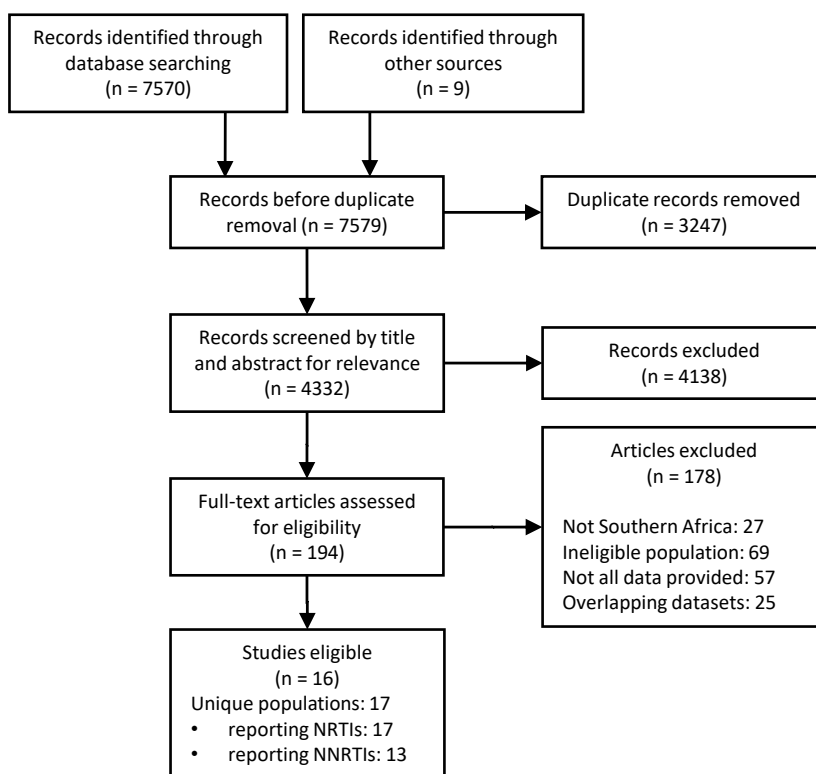 Records identified through
database searching
(n = 7570)
Records identified through
other sources
(n = 9)
Records before duplicate
removal (n = 7579)
Duplicate records removed
(n = 3247)
Records screened by title
and abstract for relevance
(n = 4332)
Records excluded
(n = 4138)
Full-text articles assessed
for eligibility
(n = 194)
Articles excluded
(n = 178)
Not Southern Africa: 27
Ineligible population: 69
Not all data provided: 57
Overlapping datasets: 25
Studies eligible
(n = 16)
Unique populations: 17
• reporting NRTIs: 17
• reporting NNRTIs: 13